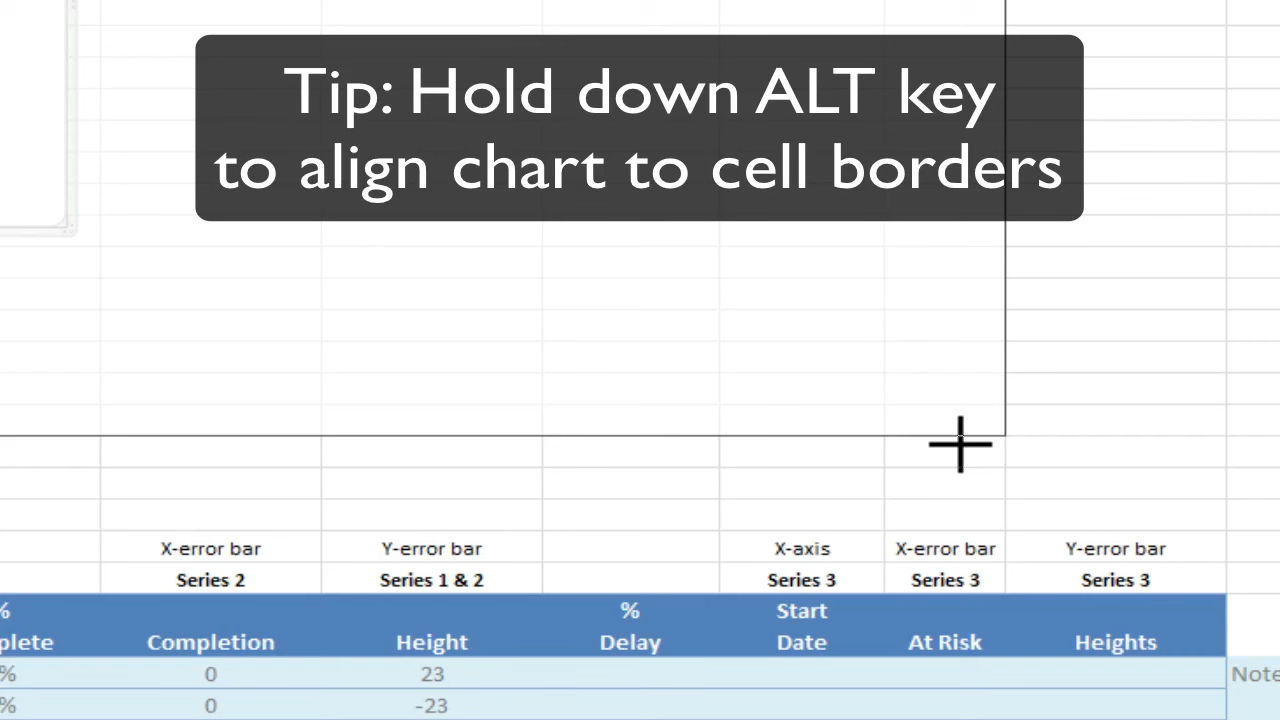 Tip: Hold down ALT key
to align chart to cell borders
X-error bar Y-error bar X-axis X-error bar Y-error bar
Series 2 Series 1 & 2 Series 3 Series 3 Series 3
% % Start
plete Completion Height Delay Date At Risk Heights
% 0 23 Note
% 0 -23